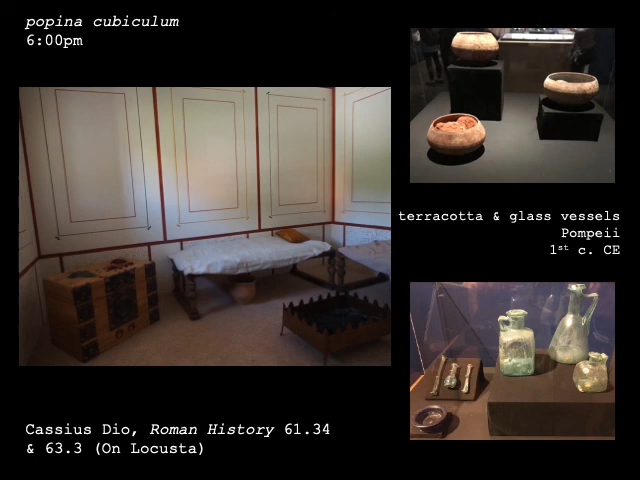 popina cubiculum
6:00pm
terracotta & glass vessels
Pompeii
1st c. CE
Cassius Dio, Roman History 61.34
& 63.3 (On Locusta)